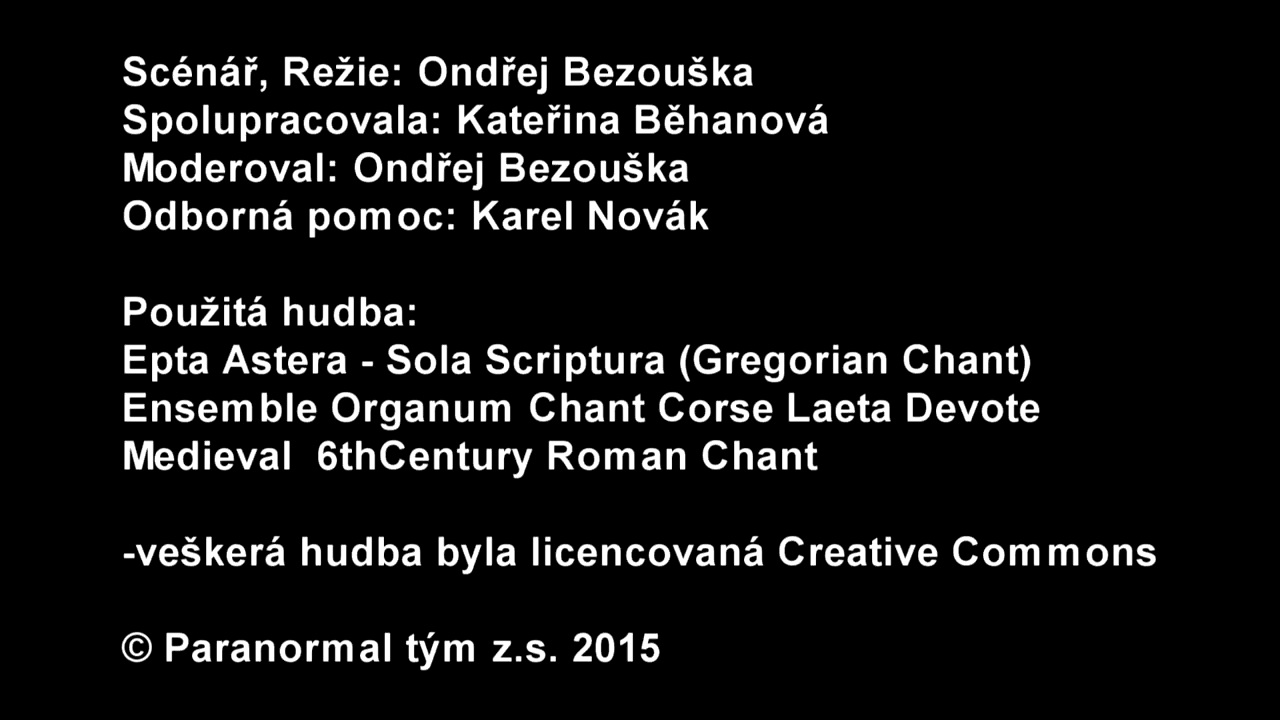 Scénář, Režie: Ondřej Bezouška
Spolupracovala: Kateřina Běhanová
Moderoval: Ondřej Bezouška
Odborná pomoc: Karel Novák
Použitá hudba:
Epta Astera - Sola Scriptura (Gregorian Chant)
Ensemble Organum Chant Corse Laeta Devote
Medieval  6thCentury Roman Chant
-veškerá hudba byla licencovaná Creative Commons
© Paranormal tým z.s. 2015